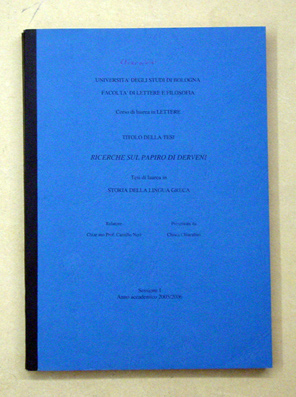 UNIVERSITA' DEGLI STUDI DI BOLOGNA
FACOLTA' DI LETTERE E FILOSOFIA
Corso di laurea in LETTERE
TITOLO DELLA TESI
RICERCHE SUL PAPIRO DI DERVENI
Tesi di laurea in
STORIA DELLA LINGUA GRECA
Relatore
Presentata da
Chiar.mo Prof. Camillo Neri
Sessione I
Anno accademico 2005/2006